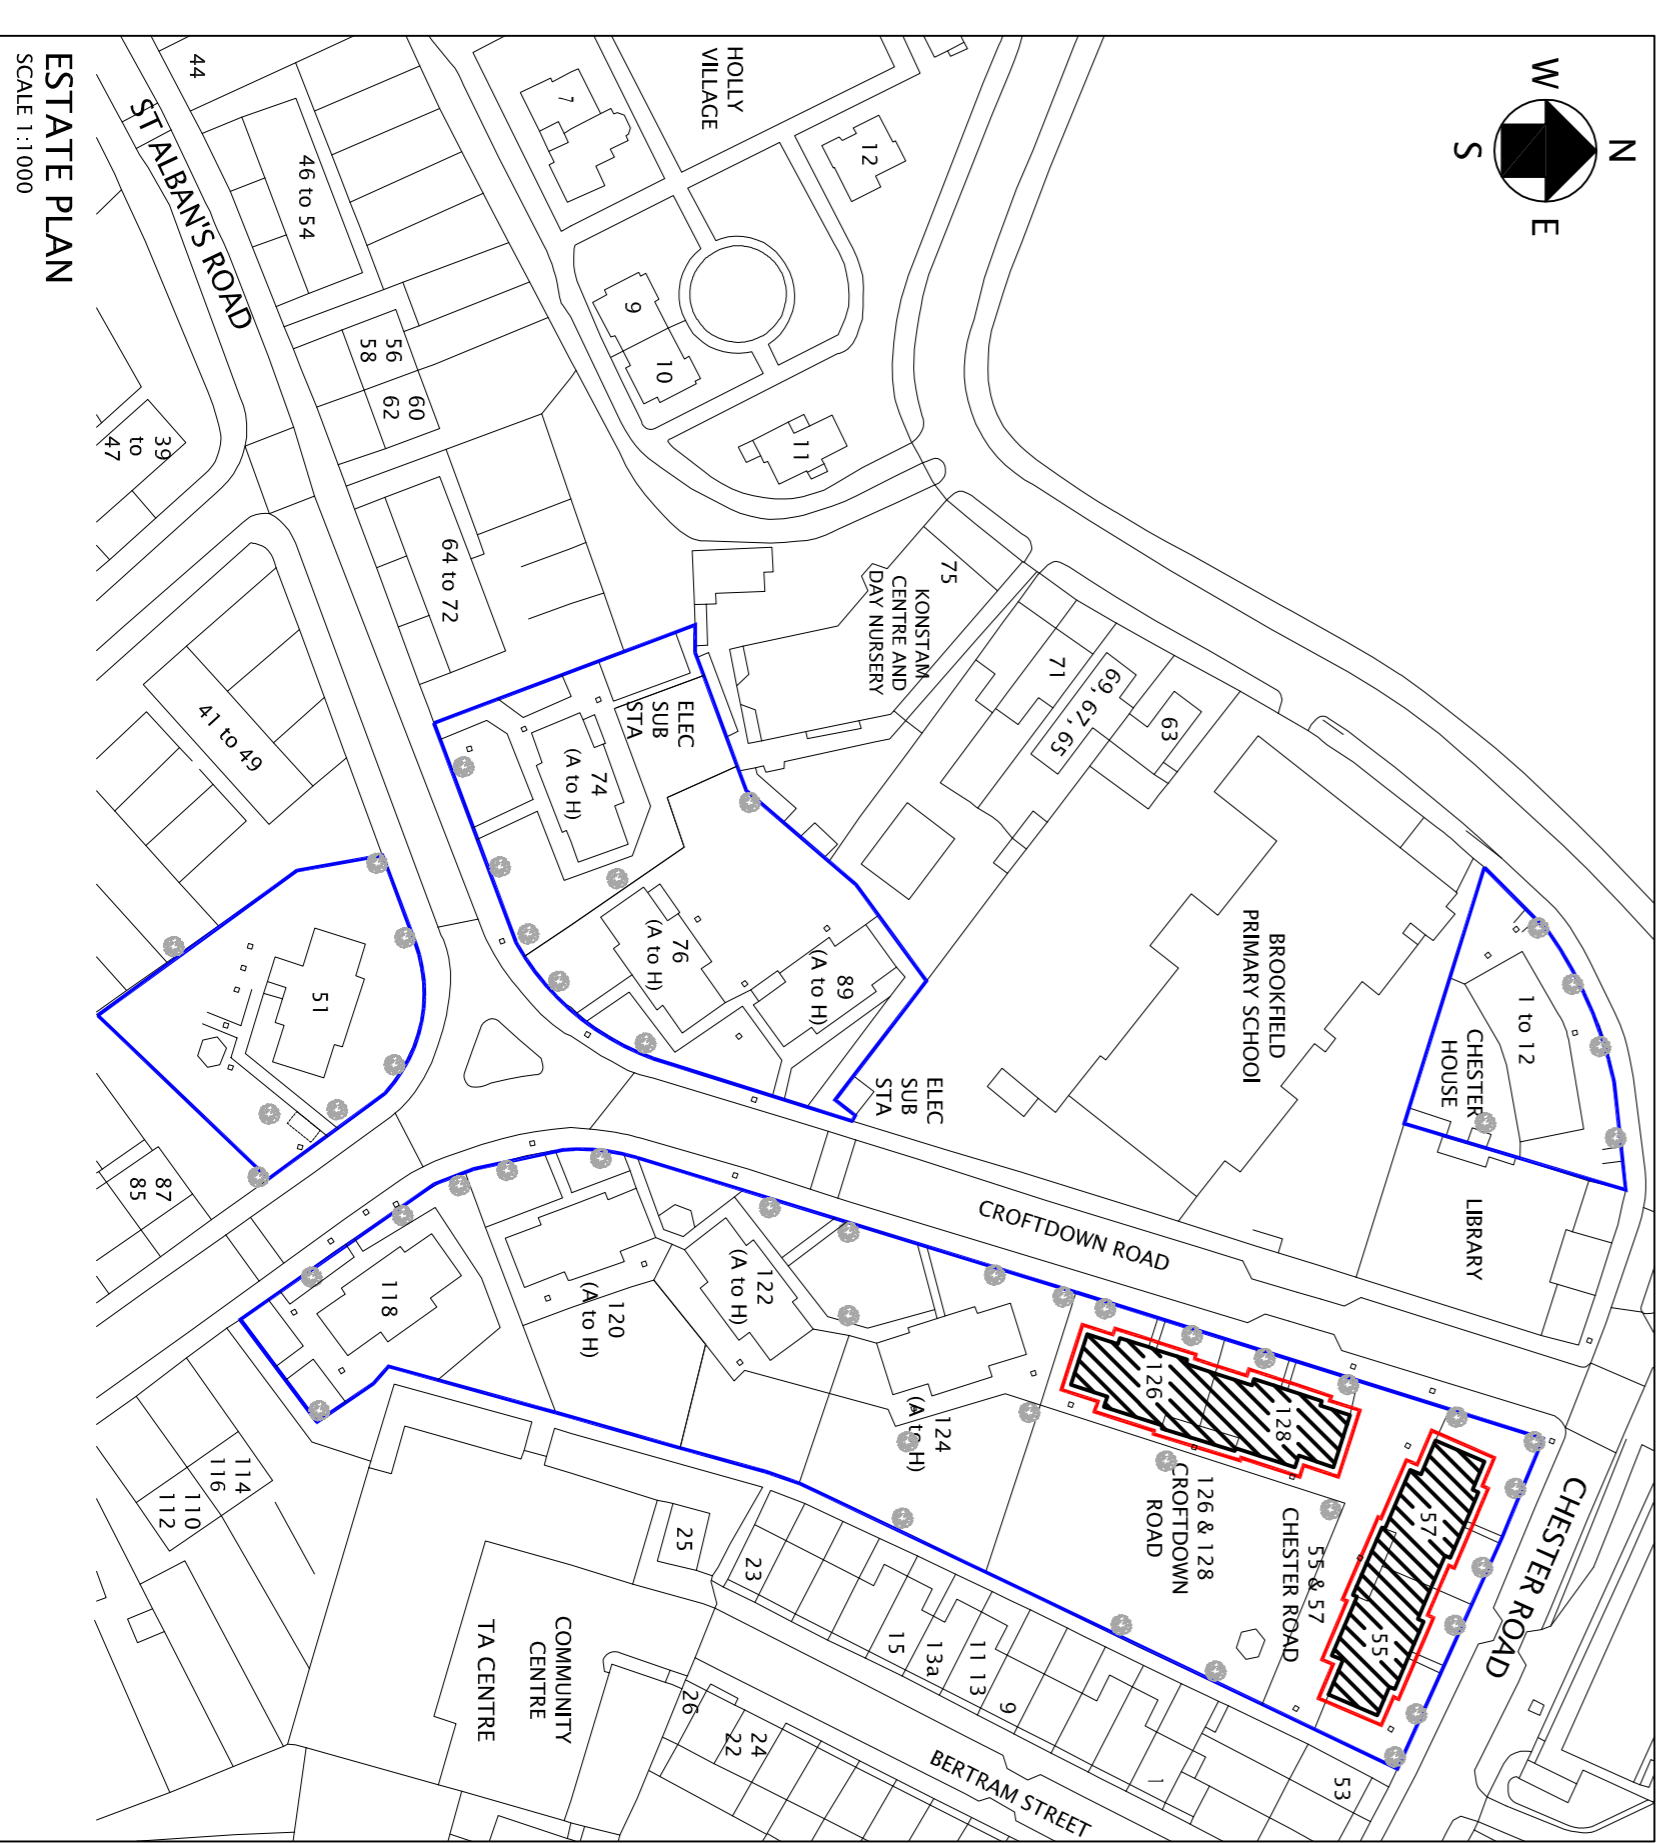 ESTATE PLAN
SCALE 1:1000
N
W
E
S
HOLLY
VILLAGE
7
12
9
10
11
44
46 to 54
ST ALBAN'S ROAD
56
58
60
62
39
to
47
64 to 72
41 to 49
75
KONSTAM
CENTRE AND
DAY NURSERY
71
69, 67, 65
63
ELEC
SUB
STA
74
(A to H)
76
(A to H)
89
(A to H)
51
BROOKFIELD
PRIMARY SCHOOL
1 to 12
CHESTER
HOUSE
ELEC
SUB
STA
LIBRARY
CROFTDOWN ROAD
87
85
118
120
(A to H)
122
(A to H)
124
(A to H)
126
128
126 & 128
CROFTDOWN
ROAD
55 & 57
CHESTER ROAD
57
55
CHESTER ROAD
114
116
110
112
25
23
15
13a
11 13
9
1
53
COMMUNITY
CENTRE
TA CENTRE
26
24
22
BERTRAM STREET